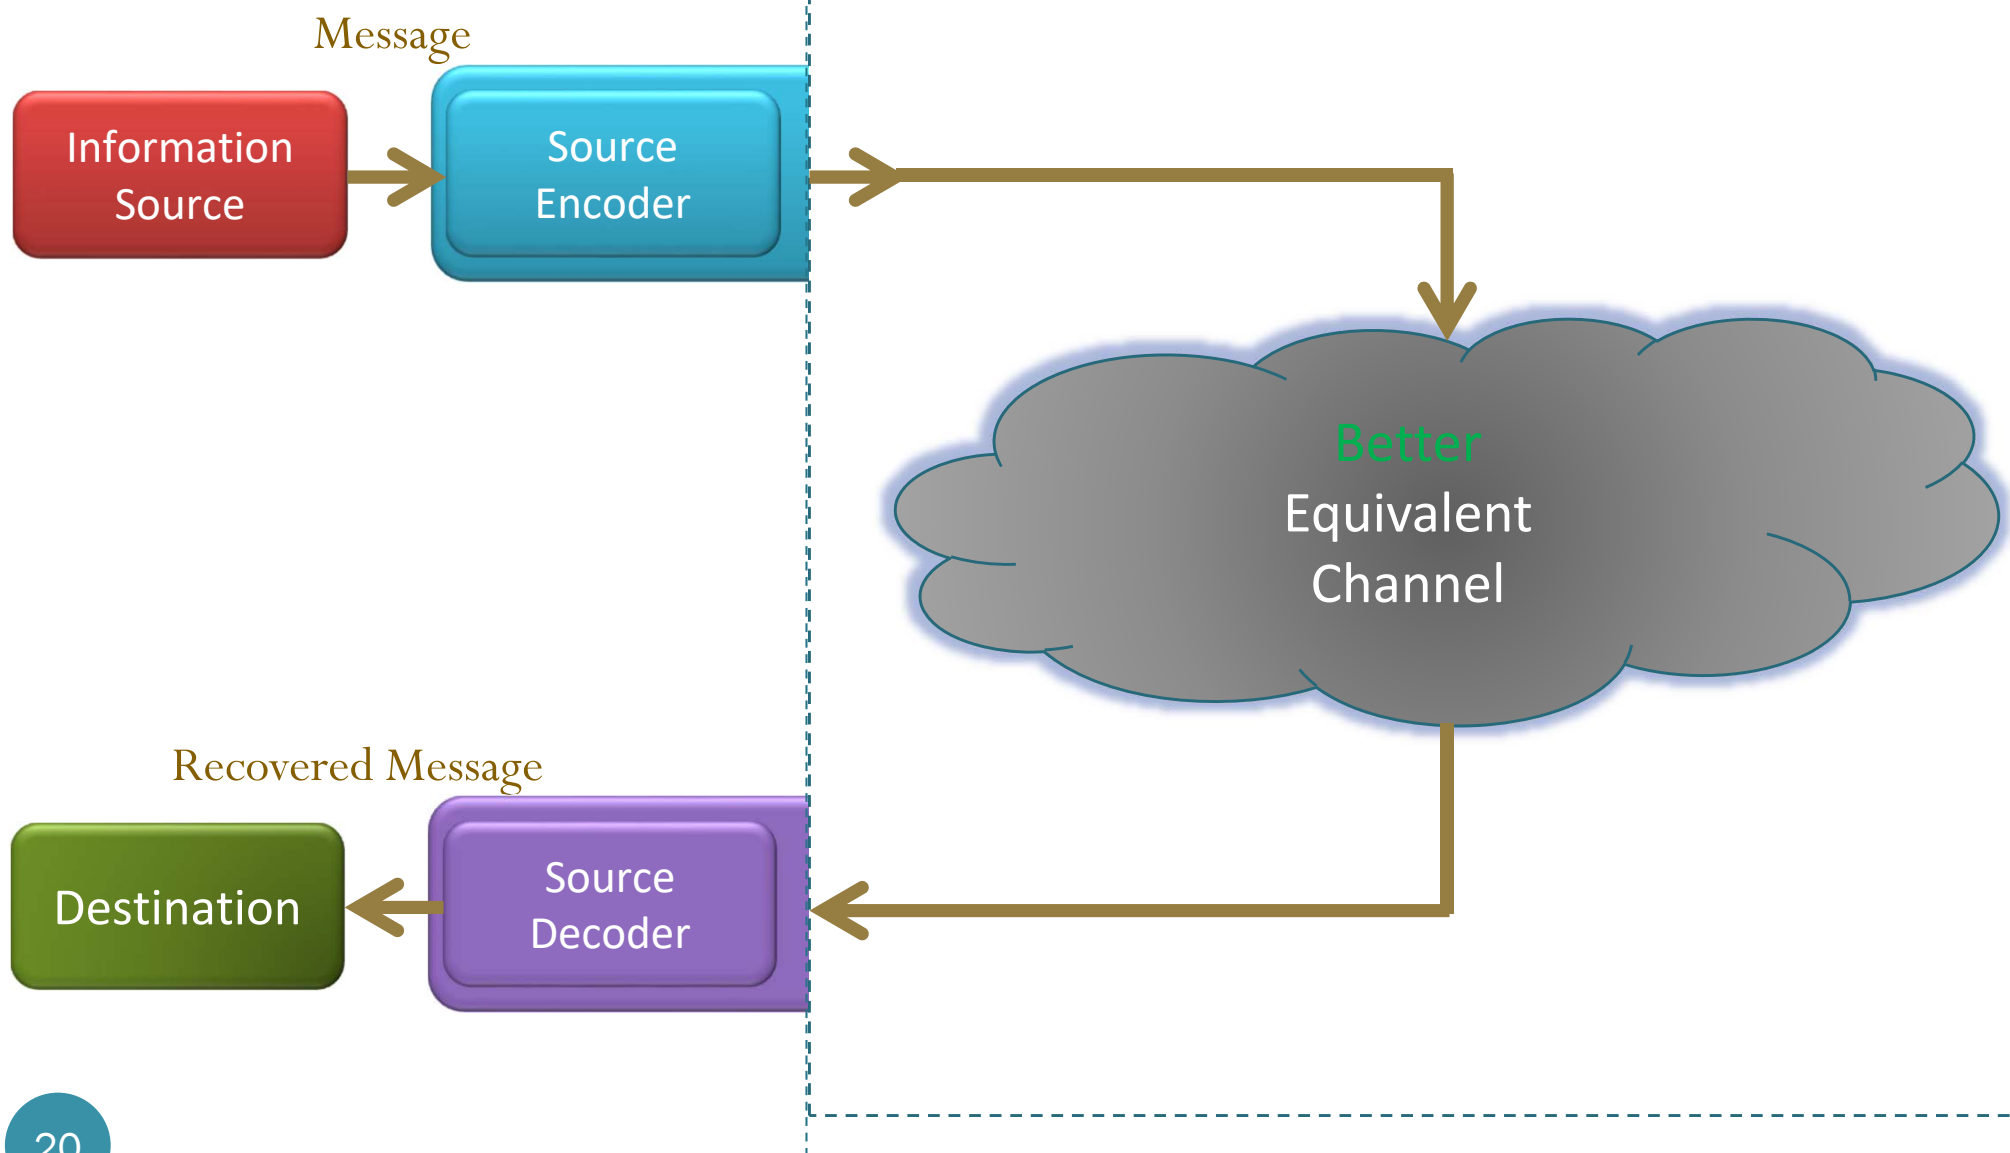 Message
Information
Source
Source
Encoder
Better
Equivalent
Channel
Recovered Message
Destination
Source
Decoder
20